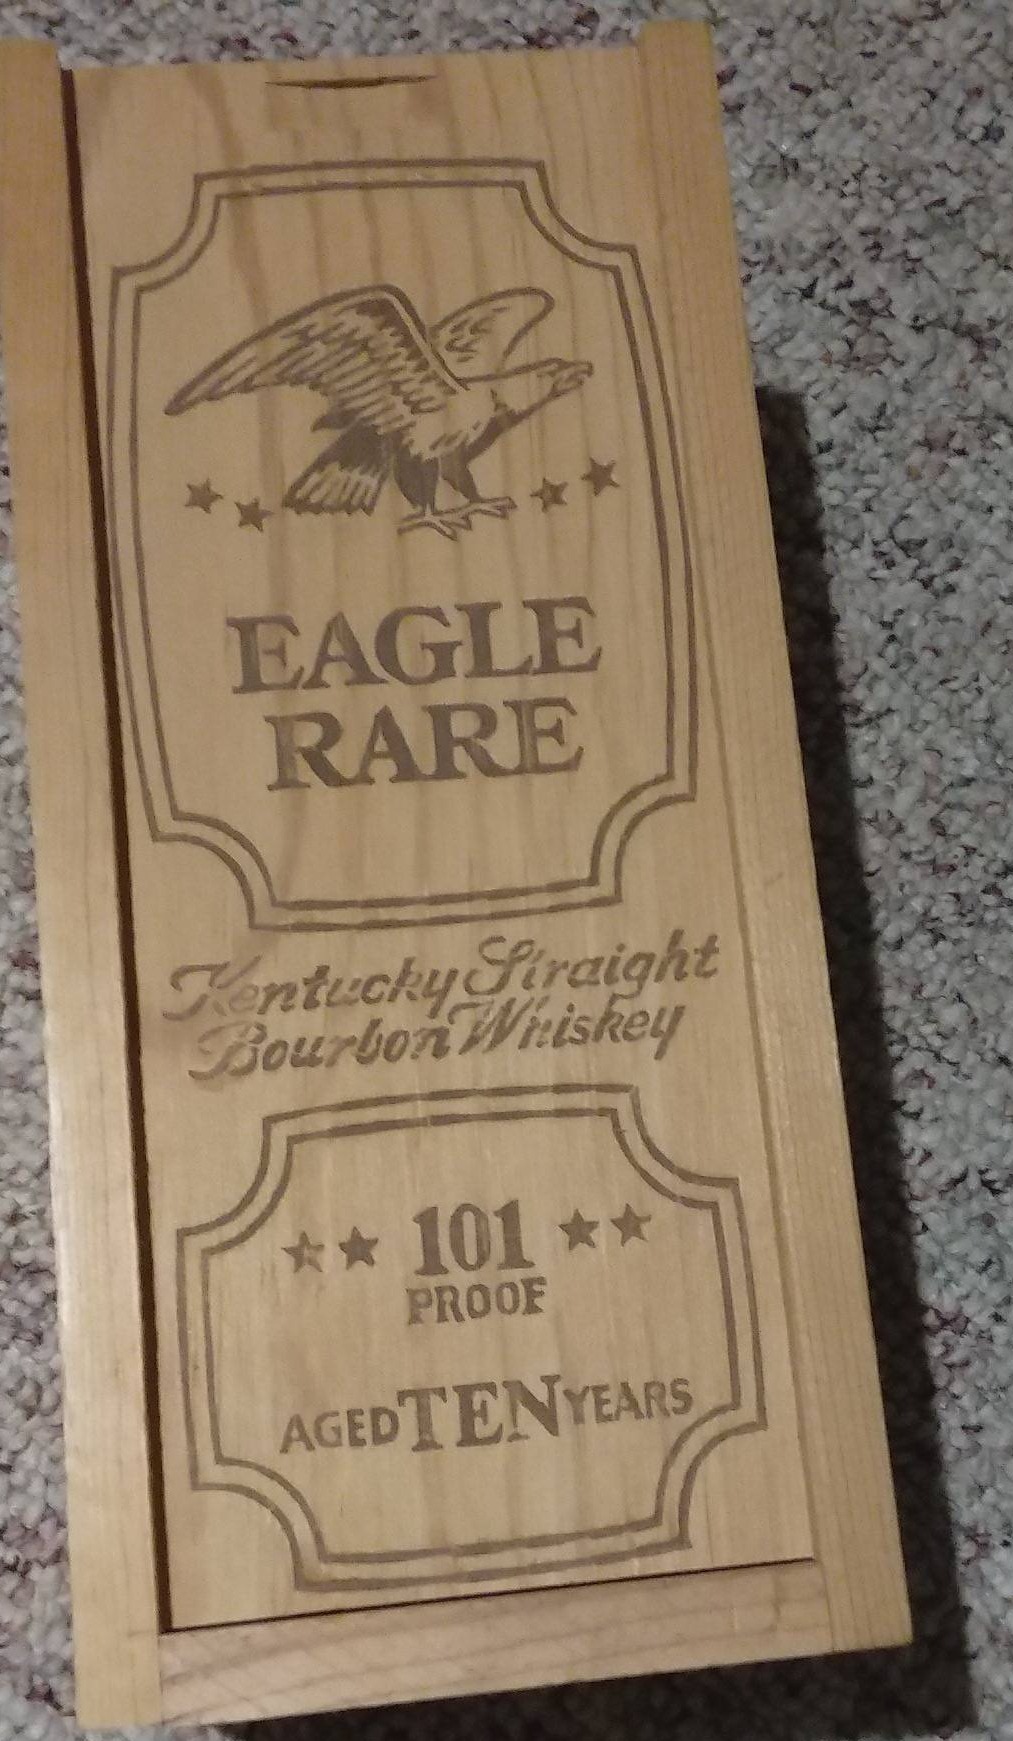 EAGLE
RARE
Kentucky Straight
Bourbon Whiskey
101
PROOF
AGED TEN YEARS